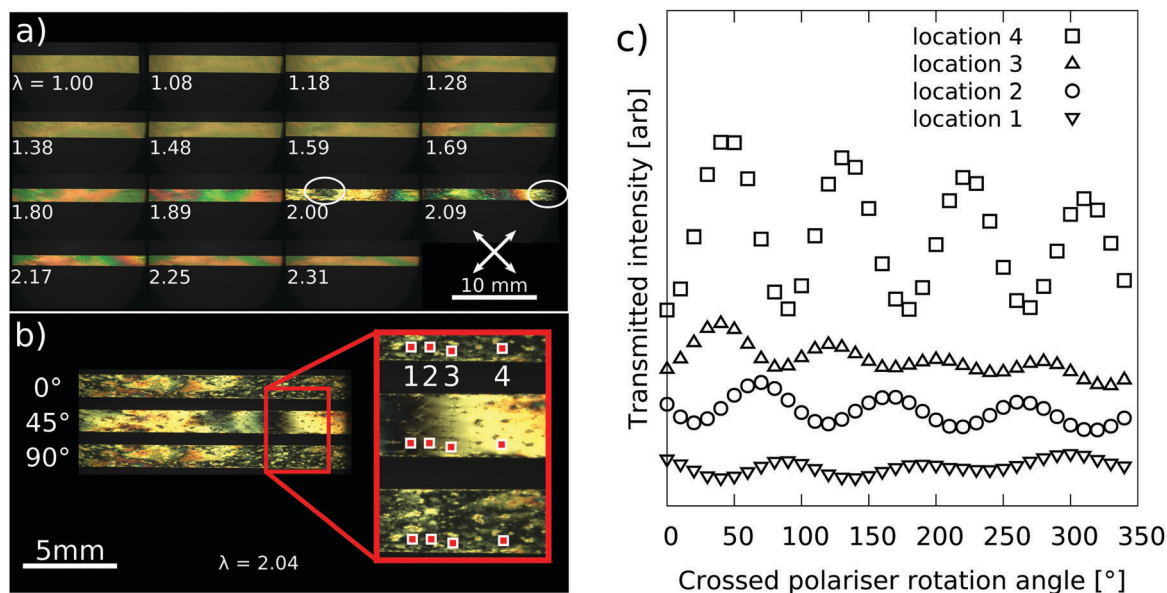 a)
λ = 1.00
1.08
1.18
1.28
1.38
1.48
1.59
1.69
1.80
1.89
2.00
2.09
2.17
2.25
2.31
10 mm
b)
0°
45°
90°
1 2 3 4
5mm
λ = 2.04
c)
location 4
location 3
location 2
location 1
Transmitted intensity [arb]
0 50 100 150 200 250 300 350
Crossed polariser rotation angle [°]